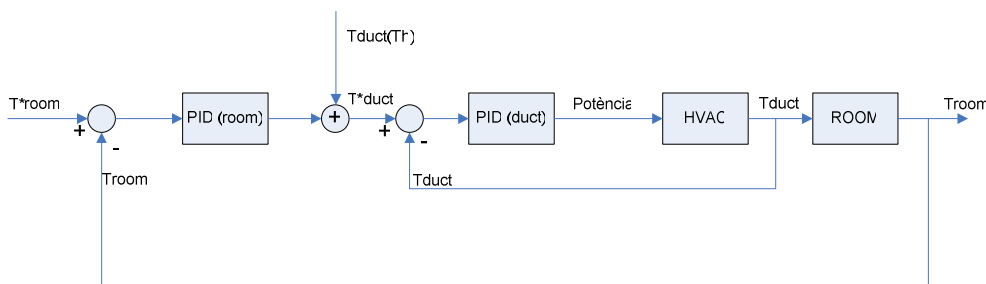 Tduct(Th)
T*room
+
-
Troom
PID (room)
+
T*duct
+
-
Tduct
PID (duct)
Potència
HVAC
Tduct
ROOM
Troom